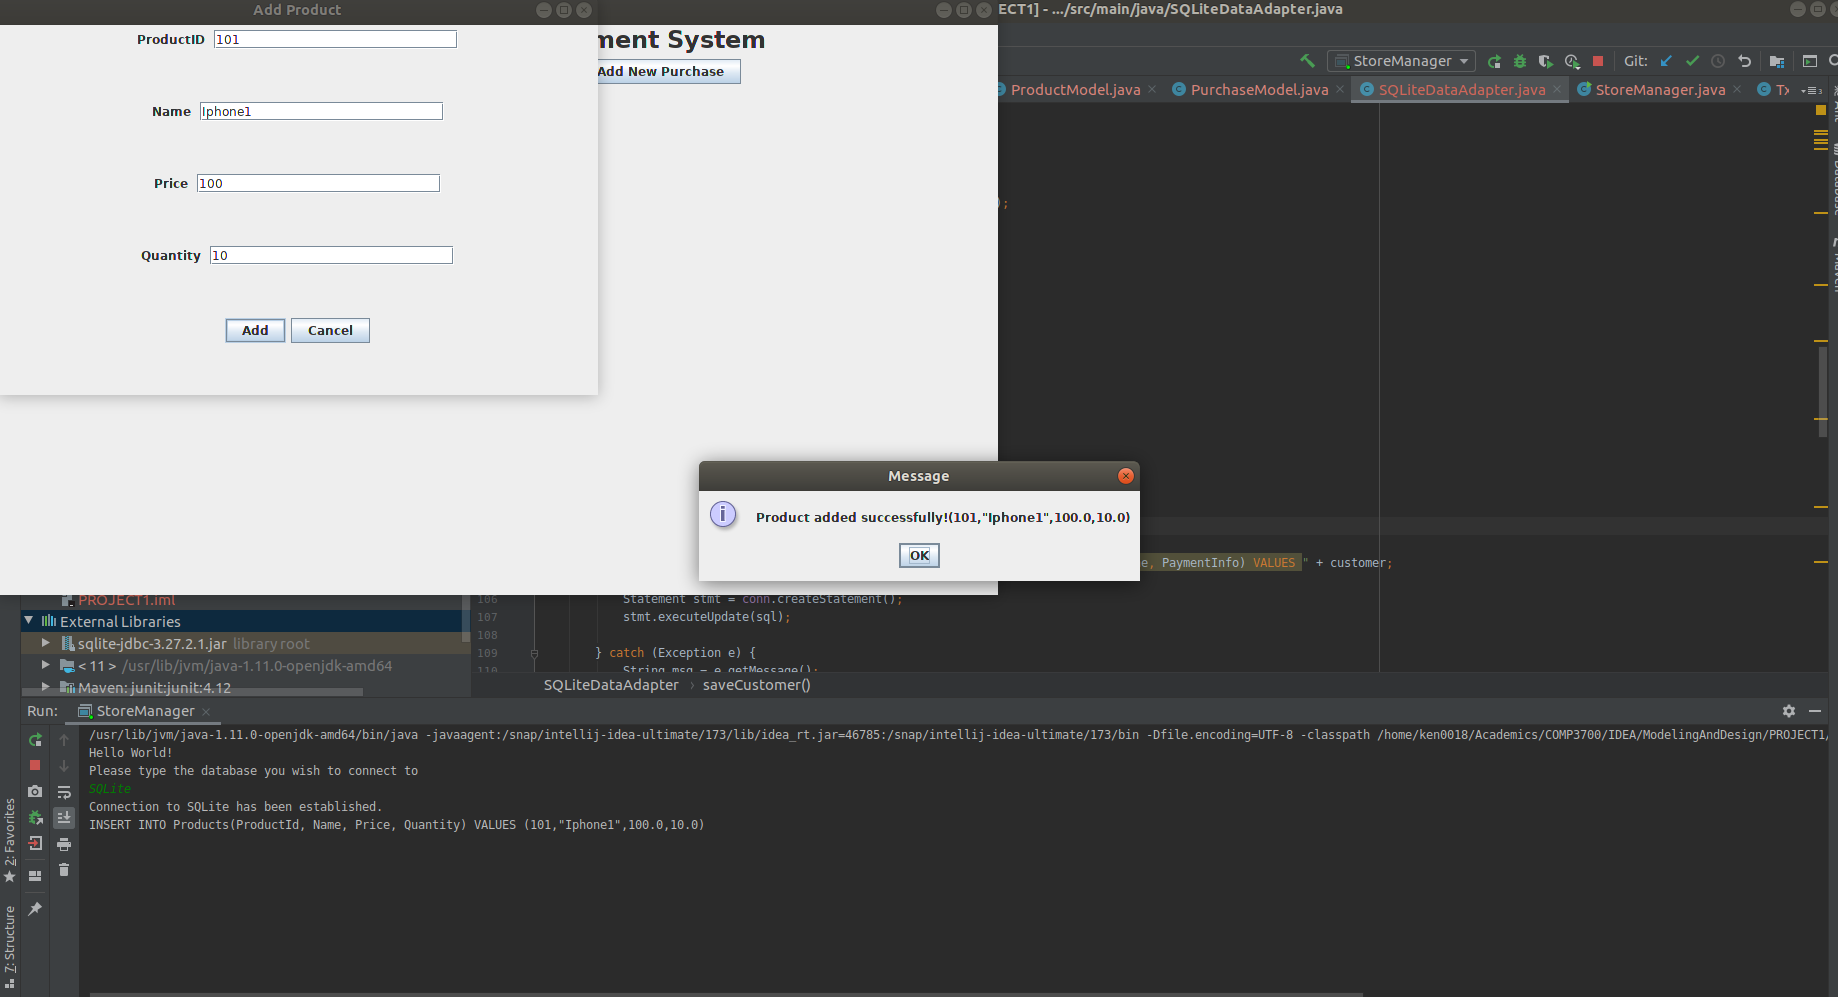 Add Product
ECT1] - .../src/main/java/SQLiteDataAdapter.java
ProductID 101
ment System
Add New Purchase
StoreManager
Git:
ProductModel.java
PurchaseModel.java
SQLiteDataAdapter.java
StoreManager.java
Tx
Name Iphone1
Price 100
);
Quantity 10
Add
Cancel
Message
Product added successfully!(101,"Iphone1",100.0,10.0)
OK
e, PaymentInfo) VALUES " + customer;
PROJECT1.iml
106 Statement stmt = conn.createStatement();
External Libraries
107 stmt.executeUpdate(sql);
108
sqlite-jdbc-3.27.2.1.jar library root
109 } catch (Exception e) {
< 11 > /usr/lib/jvm/java-1.11.0-openjdk-amd64
110 String msg = e.getMessage();
Maven: junit:junit:4.12
SQLiteDataAdapter › saveCustomer()
Run: StoreManager
/usr/lib/jvm/java-1.11.0-openjdk-amd64/bin/java -javaagent:/snap/intellij-idea-ultimate/173/lib/idea_rt.jar=46785:/snap/intellij-idea-ultimate/173/bin -Dfile.encoding=UTF-8 -classpath /home/ken0018/Academics/COMP3700/IDEA/ModelingAndDesign/PROJECT1/
Hello World!
Please type the database you wish to connect to
SQLite
Connection to SQLite has been established.
INSERT INTO Products(ProductId, Name, Price, Quantity) VALUES (101,"Iphone1",100.0,10.0)
2: Favorites
7: Structure